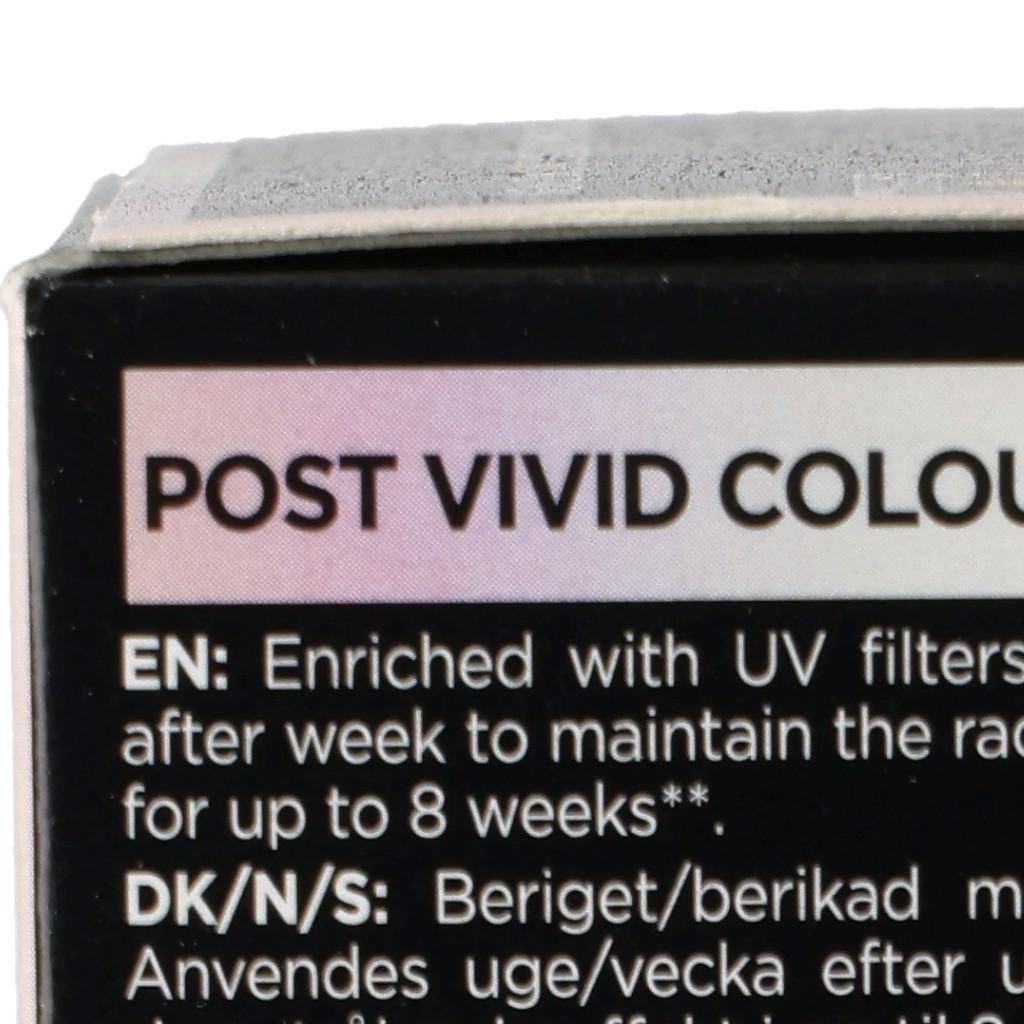 POST VIVID COLOU
EN: Enriched with UV filters
after week to maintain the
for up to 8 weeks**.
DK/N/S: Beriget/berikad
Anvendes uge/vecka efter